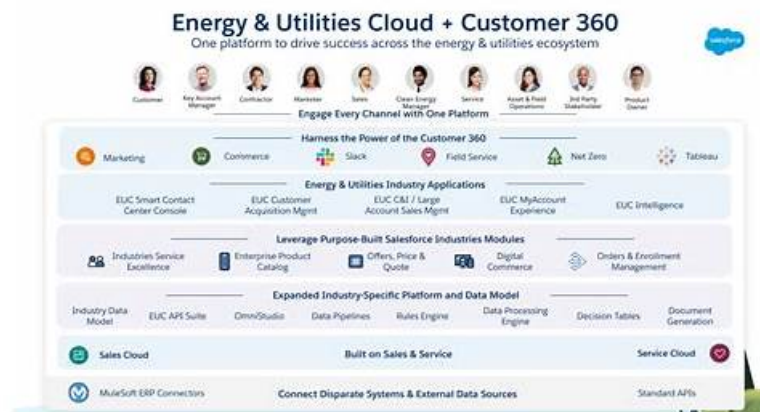 Energy & Utilities Cloud + Customer 360
One platform to drive success across the energy & utilities ecosystem
salesforce
Customer
Key Account Manager
Contractor
Marketer
Sales
Clean Energy Manager
Service
Asset & Field Operations
3rd Party Stakeholder
Product Owner
Engage Every Channel with One Platform
Harness the Power of the Customer 360
Marketing
Commerce
Slack
Field Service
Net Zero
Tableau
Energy & Utilities Industry Applications
EUC Smart Contact Center Console
EUC Customer Acquisition Mgmt
EUC C&I / Large Account Sales Mgmt
EUC MyAccount Experience
EUC Intelligence
Leverage Purpose-Built Salesforce Industries Modules
Industries Service Excellence
Enterprise Product Catalog
Offers, Price & Quote
Digital Commerce
Orders & Enrollment Management
Expanded Industry-Specific Platform and Data Model
Industry Data Model
EUC API Suite
OmniStudio
Data Pipelines
Rules Engine
Data Processing Engine
Decision Tables
Document Generation
Sales Cloud
Built on Sales & Service
Service Cloud
MuleSoft ERP Connectors
Connect Disparate Systems & External Data Sources
Standard APIs